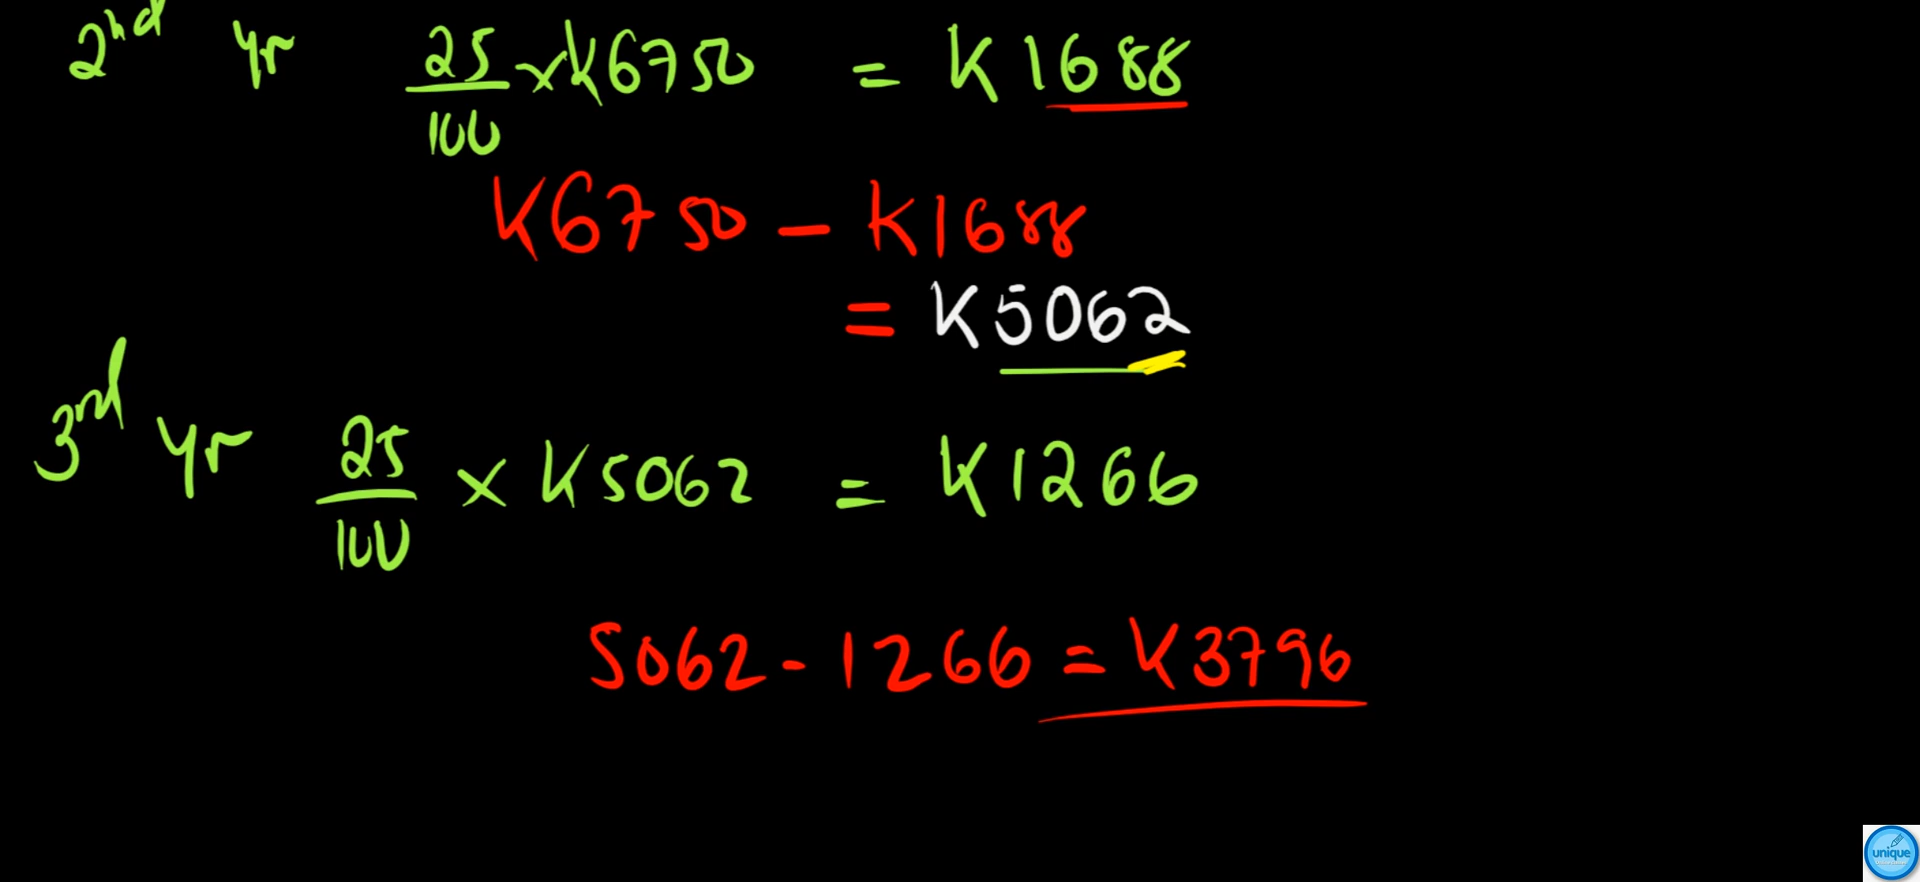 2nd yr 25/100 × K6750 = K1688
K6750 − K1688
= K5062
3rd yr 25/100 × K5062 = K1266
5062 - 1266 = K3796
unique